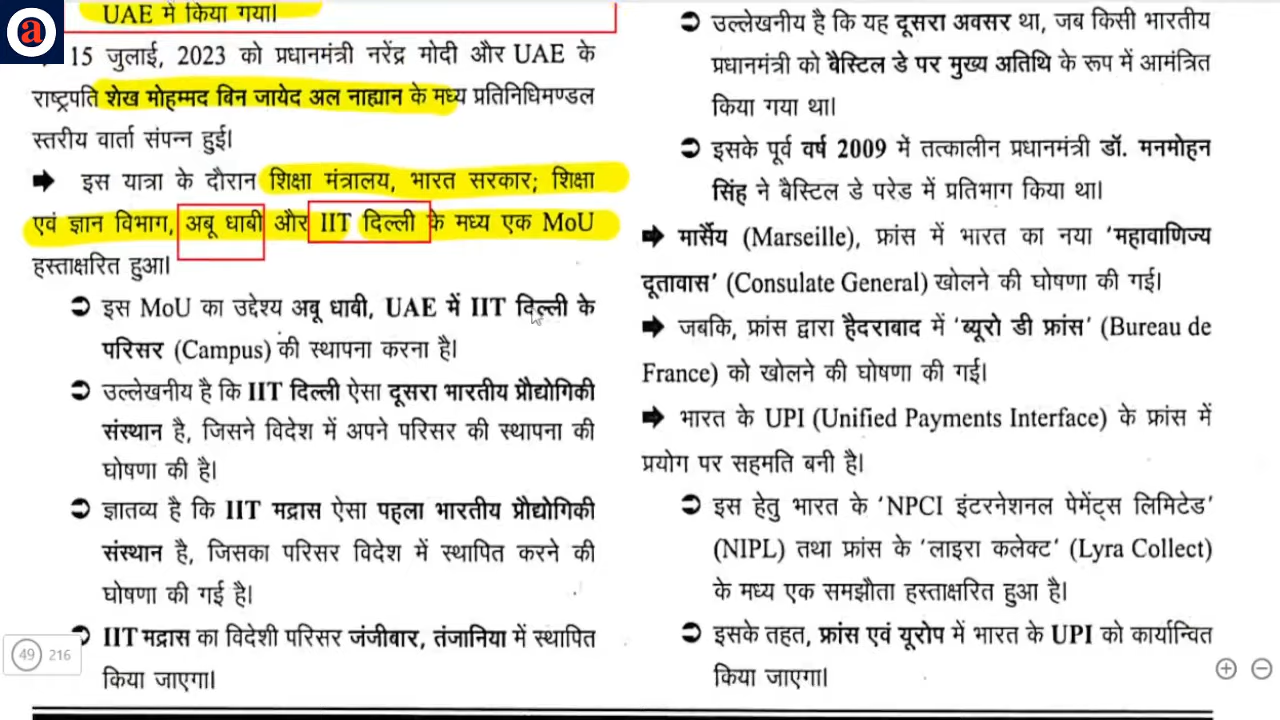 a
UAE में किया गया।
15 जुलाई, 2023 को प्रधानमंत्री नरेंद्र मोदी और UAE के
राष्ट्रपति शेख मोहम्मद बिन जायेद अल नाह्यान के मध्य प्रतिनिधिमण्डल
स्तरीय वार्ता संपन्न हुई।
➡ इस यात्रा के दौरान शिक्षा मंत्रालय, भारत सरकार; शिक्षा
एवं ज्ञान विभाग, अबू धाबी और IIT दिल्ली के मध्य एक MoU
हस्ताक्षरित हुआ।
➲ इस MoU का उद्देश्य अबू धाबी, UAE में IIT दिल्ली के
परिसर (Campus) की स्थापना करना है।
➲ उल्लेखनीय है कि IIT दिल्ली ऐसा दूसरा भारतीय प्रौद्योगिकी
संस्थान है, जिसने विदेश में अपने परिसर की स्थापना की
घोषणा की है।
➲ ज्ञातव्य है कि IIT मद्रास ऐसा पहला भारतीय प्रौद्योगिकी
संस्थान है, जिसका परिसर विदेश में स्थापित करने की
घोषणा की गई है।
➲ IIT मद्रास का विदेशी परिसर जंजीबार, तंजानिया में स्थापित
किया जाएगा।
49 216
➲ उल्लेखनीय है कि यह दूसरा अवसर था, जब किसी भारतीय
प्रधानमंत्री को बैस्टिल डे पर मुख्य अतिथि के रूप में आमंत्रित
किया गया था।
➲ इसके पूर्व वर्ष 2009 में तत्कालीन प्रधानमंत्री डॉ. मनमोहन
सिंह ने बैस्टिल डे परेड में प्रतिभाग किया था।
➡ मार्सैय (Marseille), फ्रांस में भारत का नया 'महावाणिज्य
दूतावास' (Consulate General) खोलने की घोषणा की गई।
➡ जबकि, फ्रांस द्वारा हैदराबाद में 'ब्यूरो डी फ्रांस' (Bureau de
France) को खोलने की घोषणा की गई।
➡ भारत के UPI (Unified Payments Interface) के फ्रांस में
प्रयोग पर सहमति बनी है।
➲ इस हेतु भारत के 'NPCI इंटरनेशनल पेमेंट्स लिमिटेड'
(NIPL) तथा फ्रांस के 'लाइरा कलेक्ट' (Lyra Collect)
के मध्य एक समझौता हस्ताक्षरित हुआ है।
➲ इसके तहत, फ्रांस एवं यूरोप में भारत के UPI को कार्यान्वित
किया जाएगा।